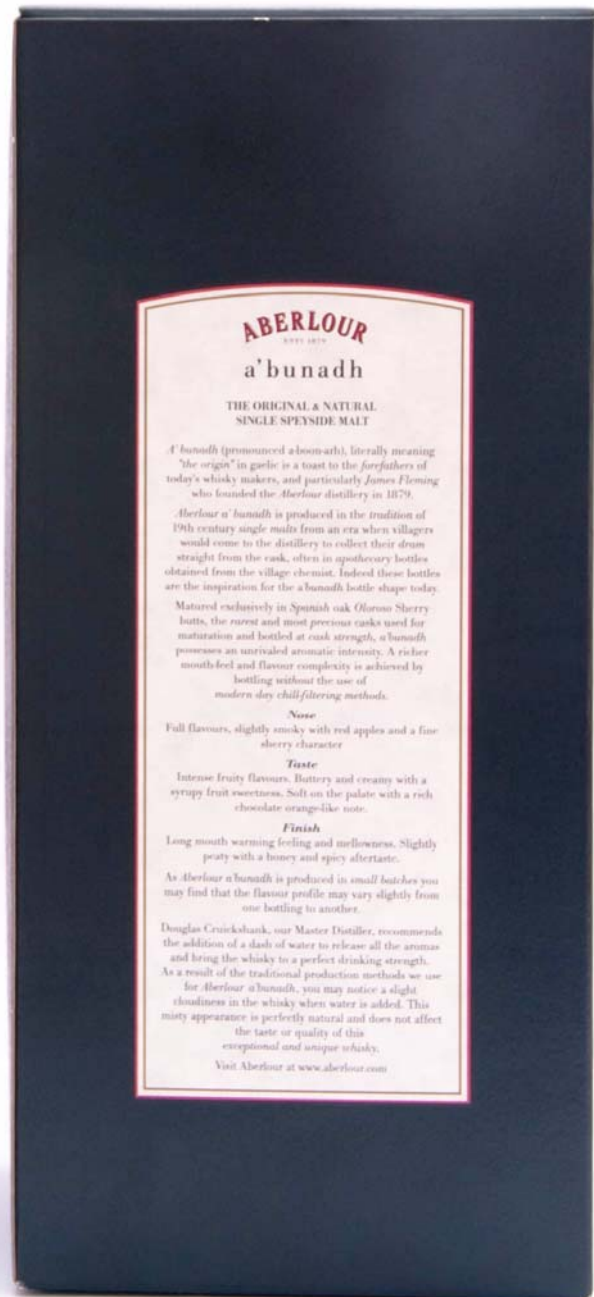 ABERLOUR
ESTD 1879
a'bunadh
THE ORIGINAL & NATURAL
SINGLE SPEYSIDE MALT
A' bunadh (pronounced a-boon-arh), literally meaning
"the origin" in gaelic is a toast to the forefathers of
today's whisky makers, and particularly James Fleming
who founded the Aberlour distillery in 1879.
Aberlour a' bunadh is produced in the tradition of
19th century single malts from an era when villagers
would come to the distillery to collect their dram
straight from the cask, often in apothecary bottles
obtained from the village chemist. Indeed these bottles
are the inspiration for the a'bunadh bottle shape today.
Matured exclusively in Spanish oak Oloroso Sherry
butts, the rarest and most precious casks used for
maturation and bottled at cask strength, a'bunadh
possesses an unrivaled aromatic intensity. A richer
mouth-feel and flavour complexity is achieved by
bottling without the use of
modern day chill-filtering methods.
Nose
Full flavours, slightly smoky with red apples and a fine
sherry character
Taste
Intense fruity flavours. Buttery and creamy with a
syrupy fruit sweetness. Soft on the palate with a rich
chocolate orange-like note.
Finish
Long mouth warming feeling and mellowness. Slightly
peaty with a honey and spicy aftertaste.
As Aberlour a'bunadh is produced in small batches you
may find that the flavour profile may vary slightly from
one bottling to another.
Douglas Cruickshank, our Master Distiller, recommends
the addition of a dash of water to release all the aromas
and bring the whisky to a perfect drinking strength.
As a result of the traditional production methods we use
for Aberlour a'bunadh, you may notice a slight
cloudiness in the whisky when water is added. This
misty appearance is perfectly natural and does not affect
the taste or quality of this
exceptional and unique whisky.
Visit Aberlour at www.aberlour.com